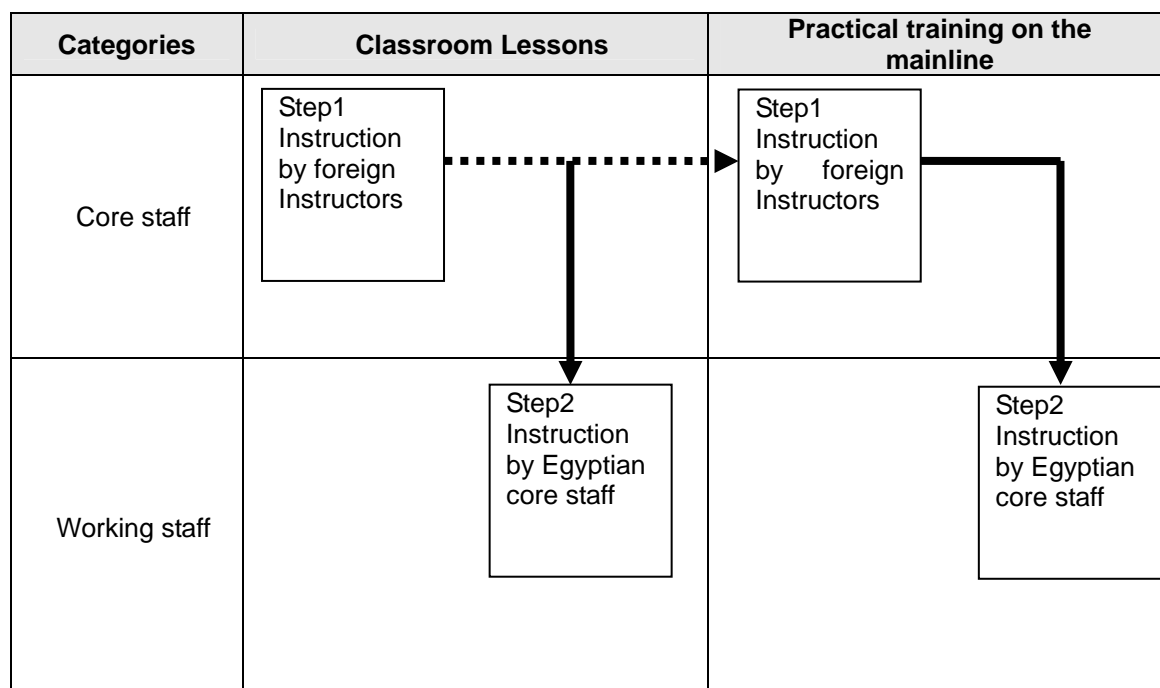 Categories
Classroom Lessons
Practical training on the
mainline
Core staff
Step1
Instruction
by foreign
Instructors
Step1
Instruction
by foreign
Instructors
Working staff
Step2
Instruction
by Egyptian
core staff
Step2
Instruction
by Egyptian
core staff